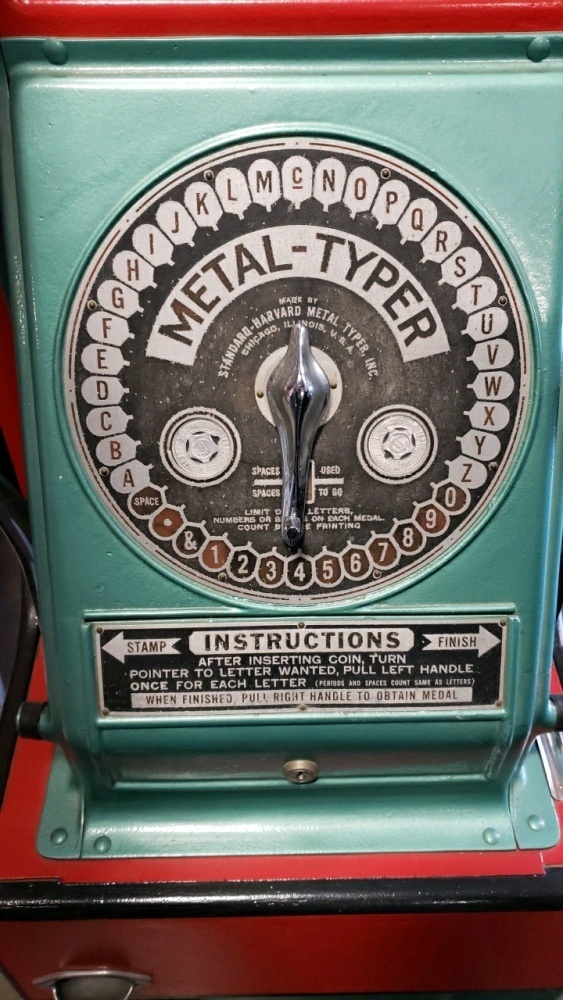 A B C D E F G H I J K L M Mc N O P Q R S T U V W X Y Z
SPACE . & 1 2 3 4 5 6 7 8 9 0
METAL-TYPER
MADE BY
STANDARD-HARVARD METAL TYPER, INC.
CHICAGO, ILLINOIS, U.S.A.
SPACES USED
SPACES TO GO
LIMIT LETTERS,
NUMBERS OR ON EACH MEDAL.
COUNT PRINTING
STAMP INSTRUCTIONS FINISH
AFTER INSERTING COIN, TURN
POINTER TO LETTER WANTED, PULL LEFT HANDLE
ONCE FOR EACH LETTER (PERIODS AND SPACES COUNT SAME AS LETTERS)
WHEN FINISHED, PULL RIGHT HANDLE TO OBTAIN MEDAL